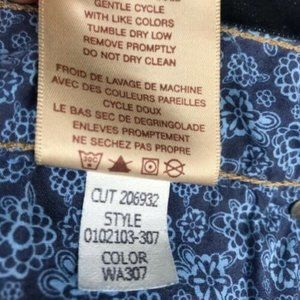 GENTLE CYCLE
WITH LIKE COLORS
TUMBLE DRY LOW
REMOVE PROMPTLY
DO NOT DRY CLEAN
FROID DE LAVAGE DE MACHINE
AVEC DES COULEURS PAREILLES
CYCLE DOUX
LE BAS SEC DE DEGRINGOLADE
ENLEVES PROMPTEMENT
NE SECHEZ PAS PROPRE
30C
CUT 206932
STYLE
0102103-307
COLOR
WA307